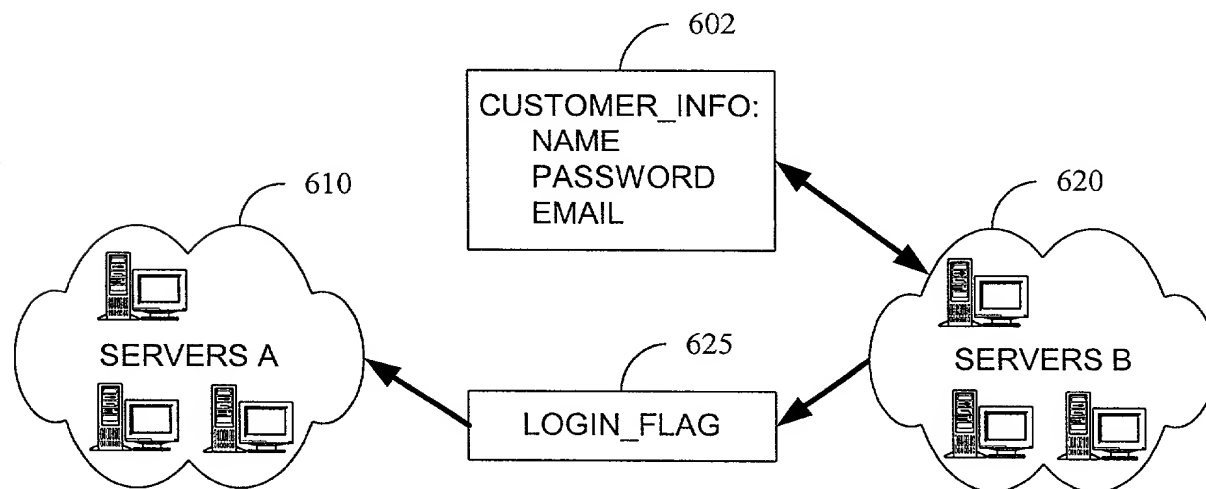 602
CUSTOMER_INFO:
NAME
PASSWORD
EMAIL
610
620
SERVERS A
625
SERVERS B
LOGIN_FLAG